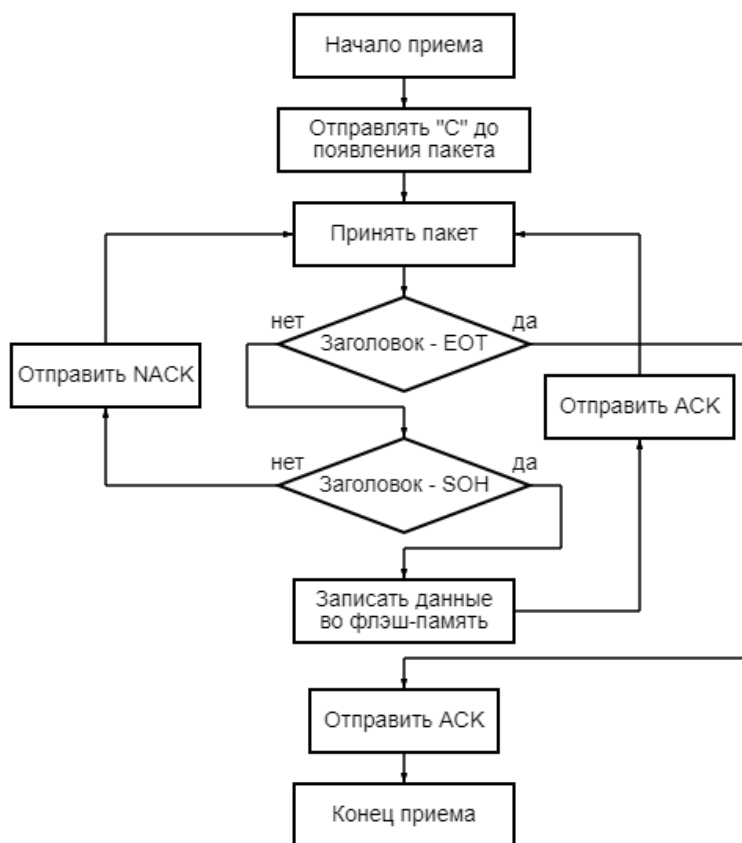 Начало приема
Отправлять "С" до
появления пакета
Принять пакет
нет
да
Заголовок - EOT
Отправить NACK
Отправить ACK
нет
да
Заголовок - SOH
Записать данные
во флэш-память
Отправить ACK
Конец приема